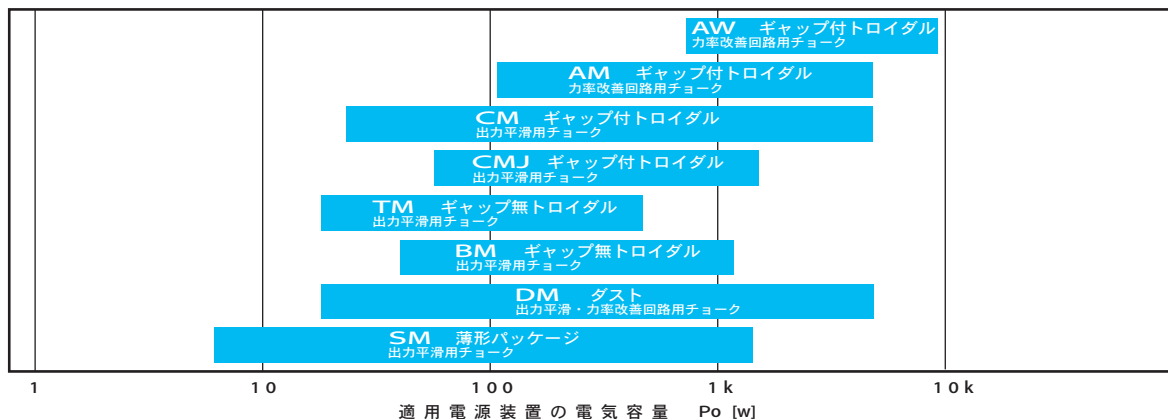 AW ギャップ付トロイダル
力率改善回路用チョーク
AM ギャップ付トロイダル
力率改善回路用チョーク
CM ギャップ付トロイダル
出力平滑用チョーク
CMJ ギャップ付トロイダル
出力平滑用チョーク
TM ギャップ無トロイダル
出力平滑用チョーク
BM ギャップ無トロイダル
出力平滑用チョーク
DM ダスト
出力平滑・力率改善回路用チョーク
SM 薄形パッケージ
出力平滑用チョーク
1 10 100 1k 10k
適用電源装置の電気容量 Po [w]